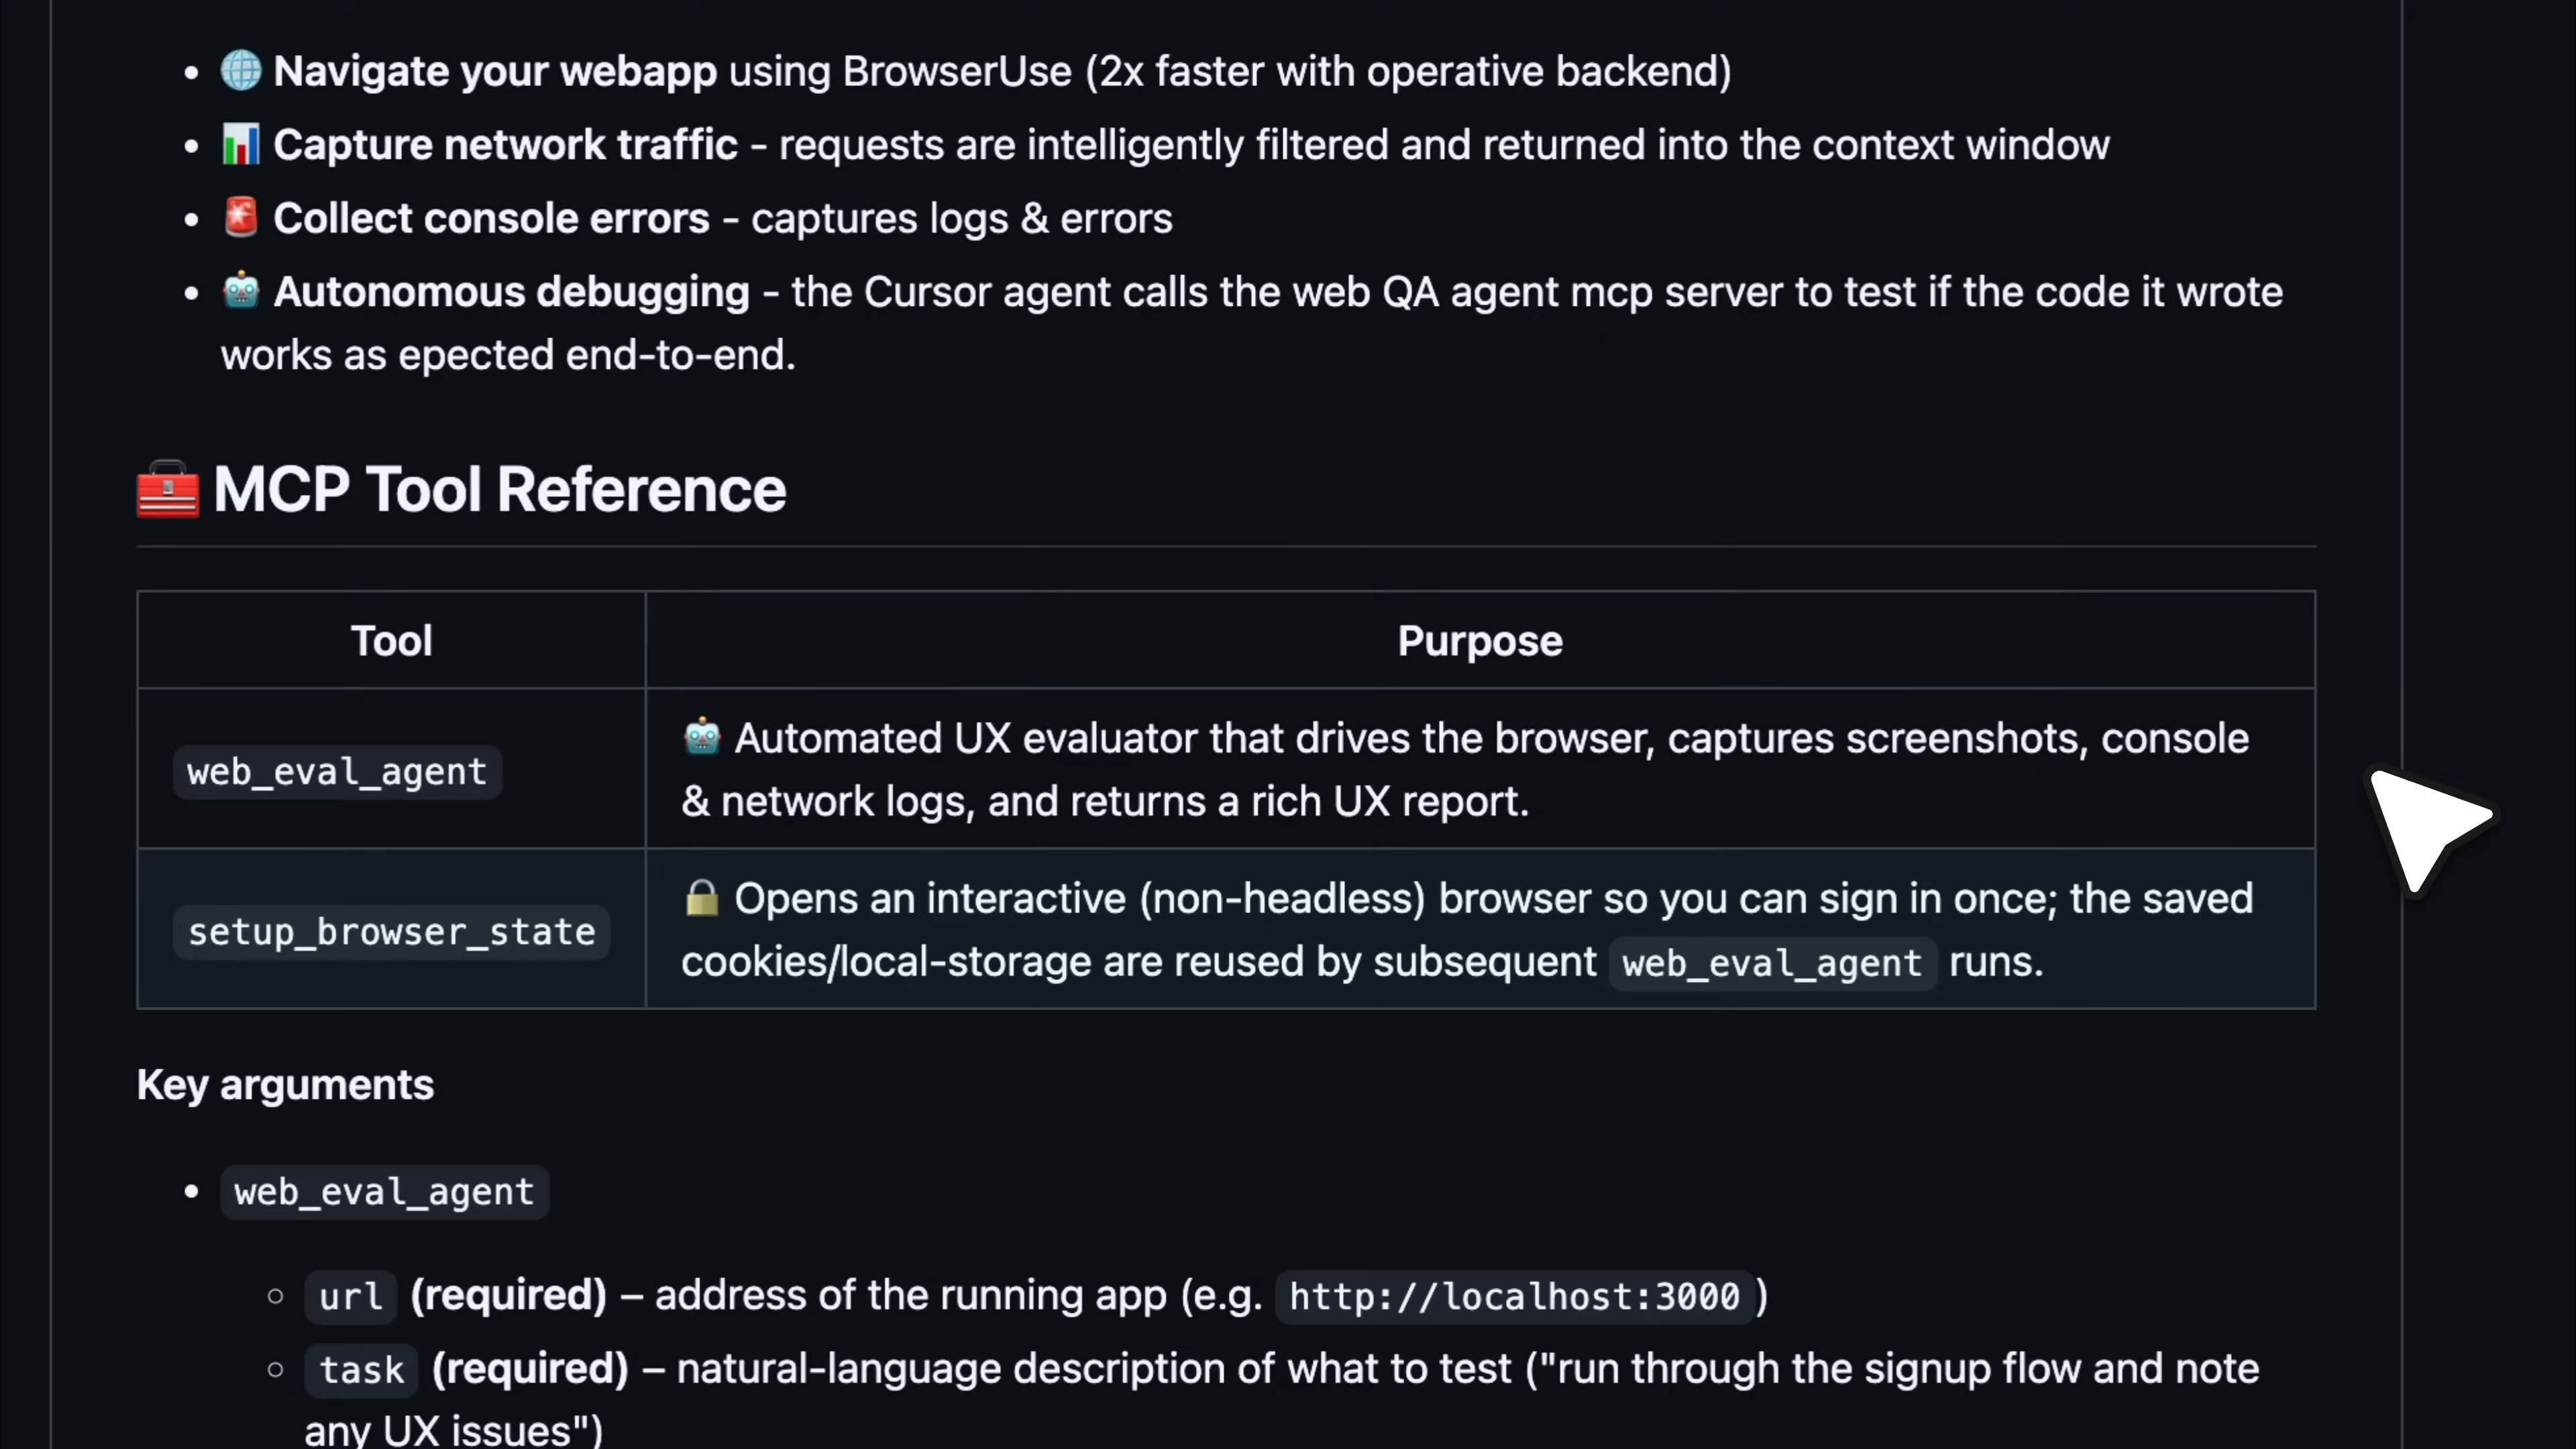 Navigate your webapp using BrowserUse (2x faster with operative backend)
Capture network traffic - requests are intelligently filtered and returned into the context window
Collect console errors - captures logs & errors
Autonomous debugging - the Cursor agent calls the web QA agent mcp server to test if the code it wrote
works as epected end-to-end.
MCP Tool Reference
Tool
Purpose
web_eval_agent
Automated UX evaluator that drives the browser, captures screenshots, console
& network logs, and returns a rich UX report.
setup_browser_state
Opens an interactive (non-headless) browser so you can sign in once; the saved
cookies/local-storage are reused by subsequent web_eval_agent runs.
Key arguments
web_eval_agent
url (required) – address of the running app (e.g. http://localhost:3000)
task (required) – natural-language description of what to test ("run through the signup flow and note
any UX issues")